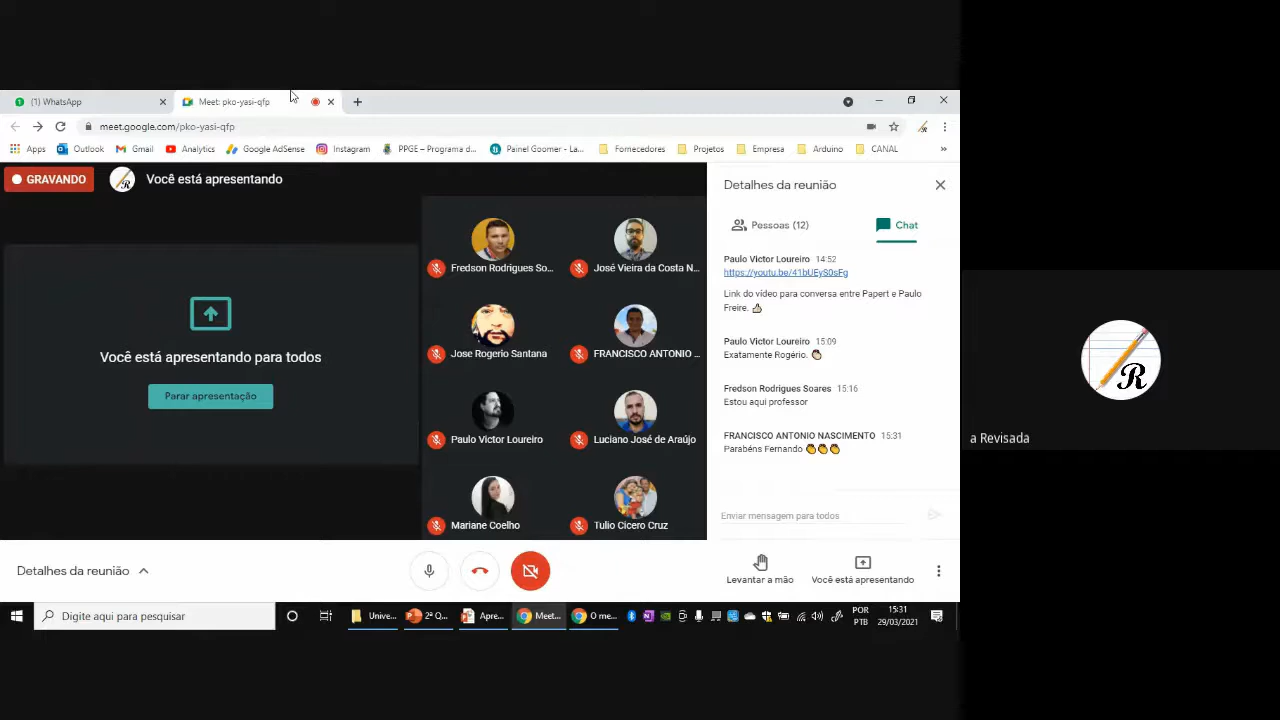 (1) WhatsApp
Meet: pko-yasi-qfp
meet.google.com/pko-yasi-qfp
Apps Outlook Gmail Analytics Google AdSense Instagram PPGE – Programa d... Painel Goomer - La... Fornecedores Projetos Empresa Arduino CANAL »
GRAVANDO
Você está apresentando
Você está apresentando para todos
Parar apresentação
Fredson Rodrigues So...
José Vieira da Costa N...
Jose Rogerio Santana
FRANCISCO ANTONIO ...
Paulo Victor Loureiro
Luciano José de Araújo
Mariane Coelho
Tulio Cicero Cruz
Detalhes da reunião
Pessoas (12)
Chat
Paulo Victor Loureiro 14:52
https://youtu.be/41bUEyS0sFg
Link do vídeo para conversa entre Papert e Paulo
Freire. 👍🏻
Paulo Victor Loureiro 15:09
Exatamente Rogério. 👏🏻
Fredson Rodrigues Soares 15:16
Estou aqui professor
FRANCISCO ANTONIO NASCIMENTO 15:31
Parabéns Fernando 👏👏👏
Enviar mensagem para todos
Detalhes da reunião
Levantar a mão
Você está apresentando
R
a Revisada
Digite aqui para pesquisar
Unive...
2ª Q...
Apre...
Meet...
O me...
POR
PTB
15:31
29/03/2021